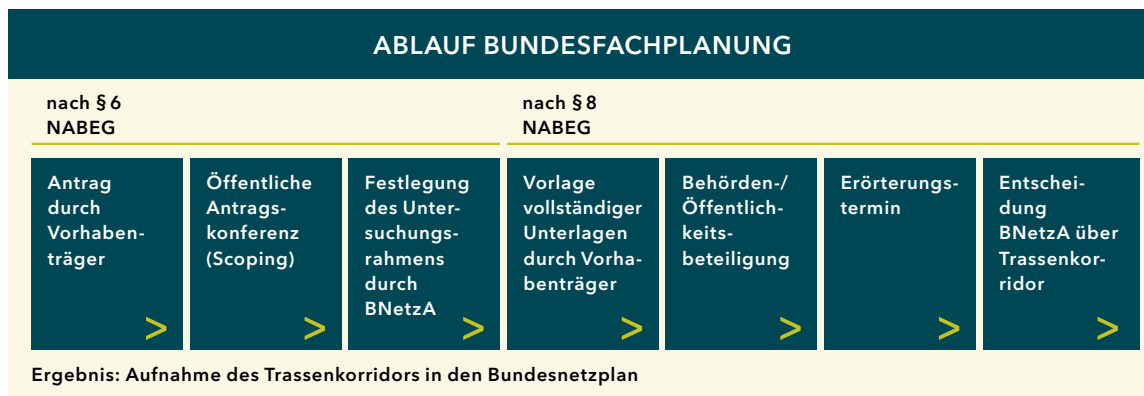 ABLAUF BUNDESFACHPLANUNG
nach § 6
NABEG
nach § 8
NABEG
Antrag
durch
Vorhaben-
träger
>
Öffentliche
Antrags-
konferenz
(Scoping)
>
Festlegung
des Unter-
suchungs-
rahmens
durch
BNetzA
>
Vorlage
vollständiger
Unterlagen
durch Vorha-
benträger
>
Behörden-/
Öffentlich-
keits-
beteiligung
>
Erörterungs-
termin
>
Entschei-
dung
BNetzA über
Trassenkor-
ridor
>
Ergebnis: Aufnahme des Trassenkorridors in den Bundesnetzplan